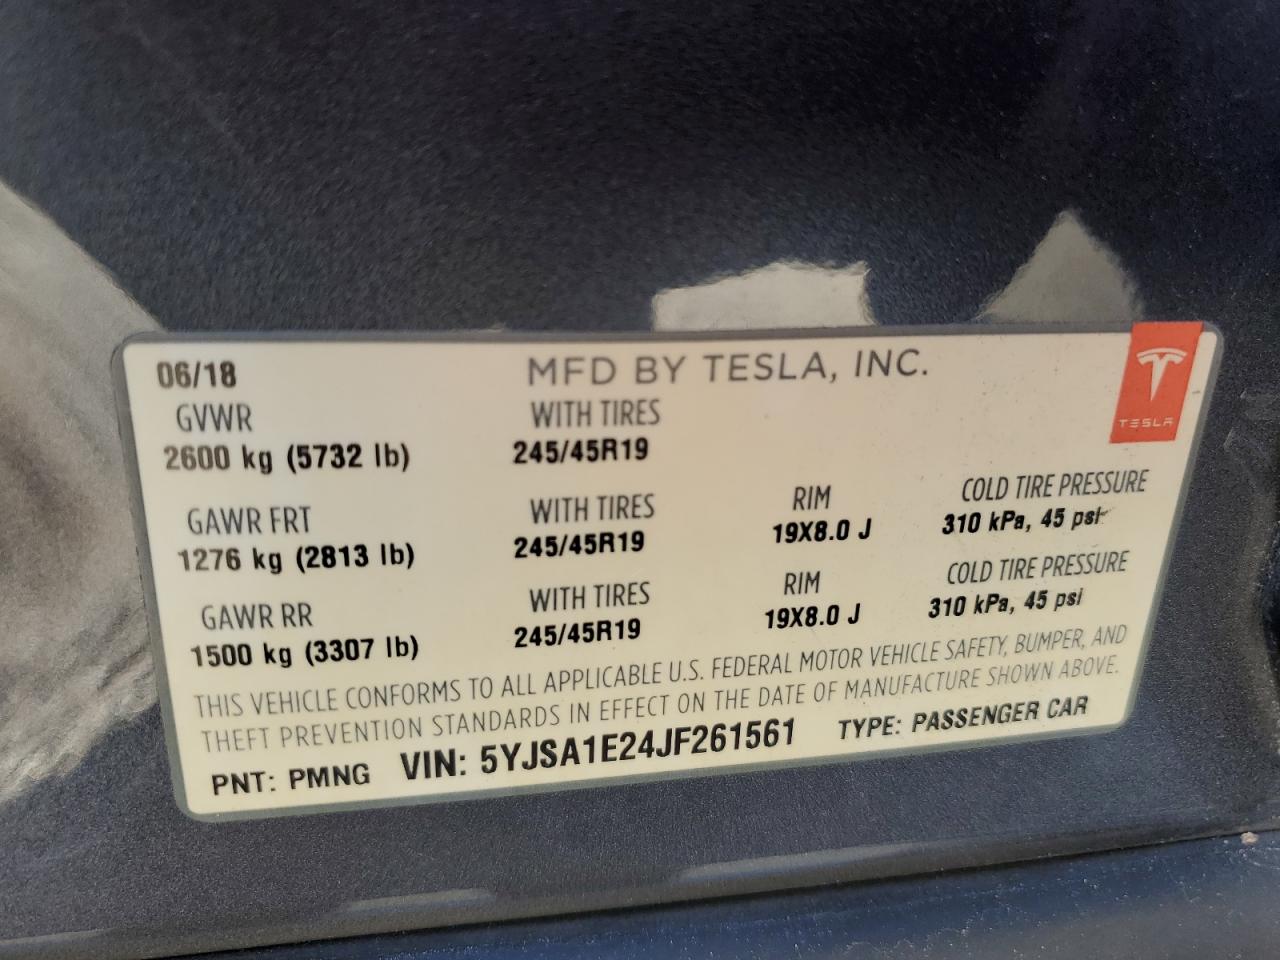 06/18 MFD BY TESLA, INC.
TESLA
GVWR WITH TIRES
2600 kg (5732 lb) 245/45R19
GAWR FRT WITH TIRES RIM COLD TIRE PRESSURE
1276 kg (2813 lb) 245/45R19 19X8.0 J 310 kPa, 45 psi
GAWR RR WITH TIRES RIM COLD TIRE PRESSURE
1500 kg (3307 lb) 245/45R19 19X8.0 J 310 kPa, 45 psi
THIS VEHICLE CONFORMS TO ALL APPLICABLE U.S. FEDERAL MOTOR VEHICLE SAFETY, BUMPER, AND
THEFT PREVENTION STANDARDS IN EFFECT ON THE DATE OF MANUFACTURE SHOWN ABOVE.
PNT: PMNG VIN: 5YJSA1E24JF261561 TYPE: PASSENGER CAR